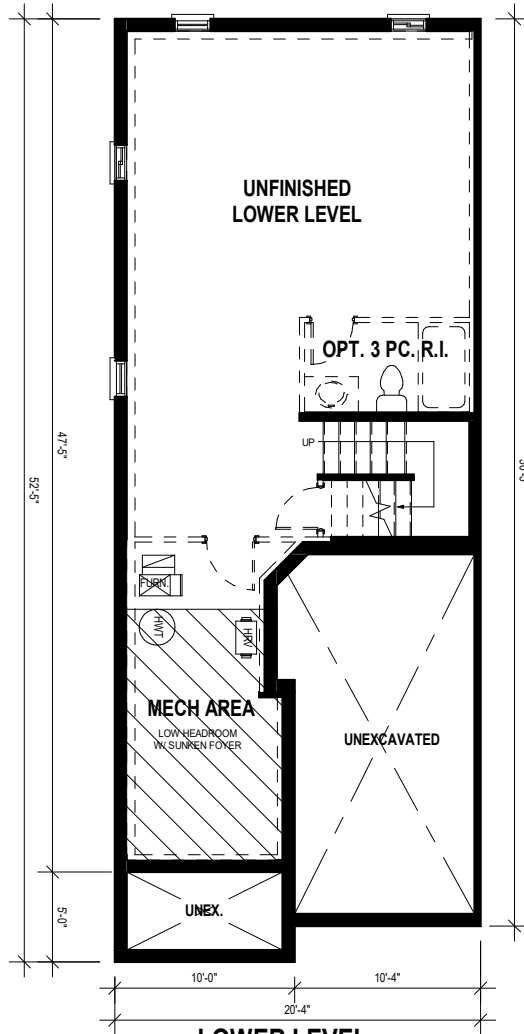 UNFINISHED
LOWER LEVEL
OPT. 3 PC. R.I.
UP
47'-5"
52'-5"
FURN.
HWT
HRV
MECH AREA
LOW HEADROOM
W/ SUNKEN FOYER
UNEXCAVATED
5'-0"
UNEX.
10'-0"
10'-4"
20'-4"
LOWER LEVEL